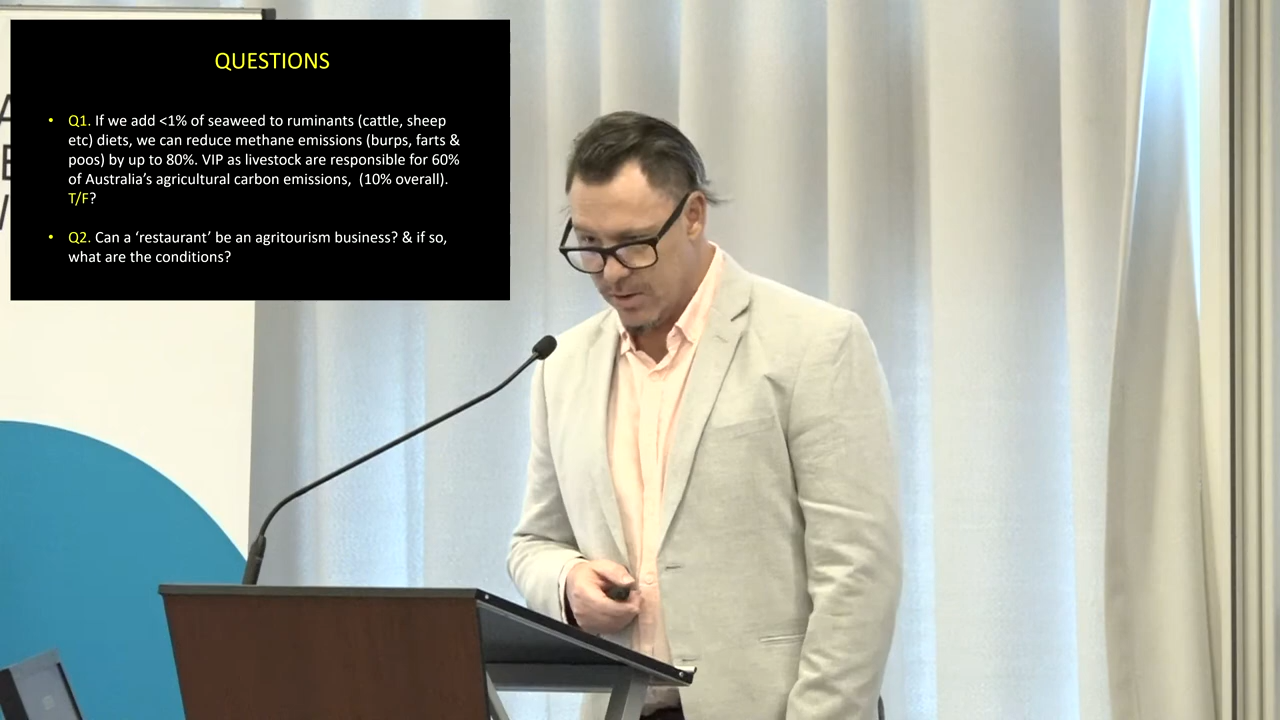 QUESTIONS
• Q1. If we add <1% of seaweed to ruminants (cattle, sheep
etc) diets, we can reduce methane emissions (burps, farts &
poos) by up to 80%. VIP as livestock are responsible for 60%
of Australia's agricultural carbon emissions, (10% overall).
T/F?
• Q2. Can a 'restaurant' be an agritourism business? & if so,
what are the conditions?